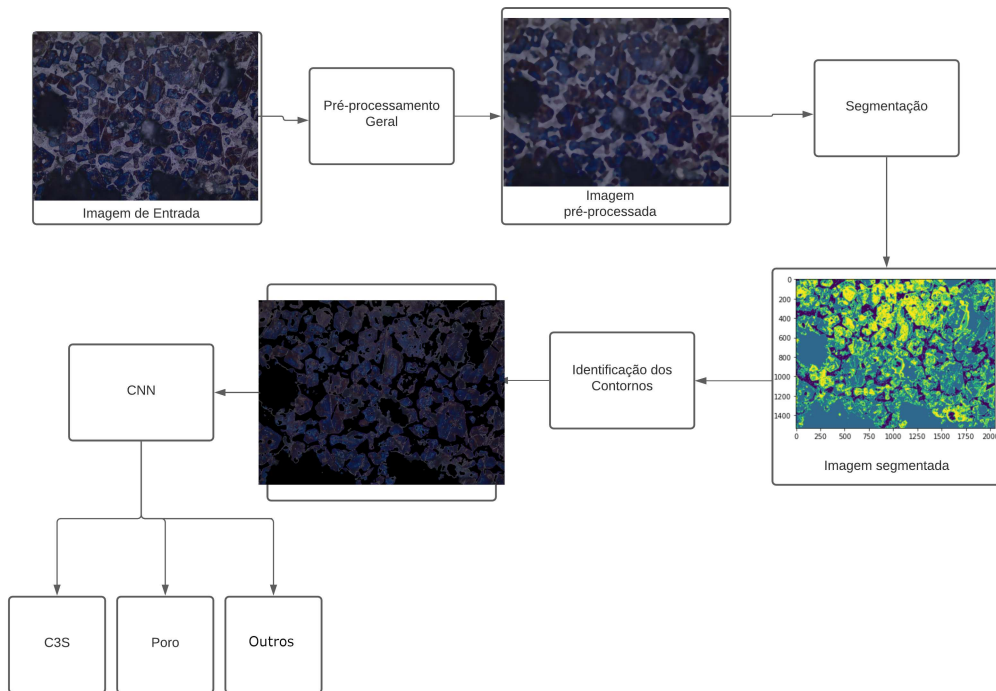 Imagem de Entrada
Pré-processamento
Geral
Imagem
pré-processada
Segmentação
0
200
400
600
800
1000
1200
1400
0 250 500 750 1000 1250 1500 1750 2000
Imagem segmentada
Identificação dos
Contornos
CNN
C3S
Poro
Outros